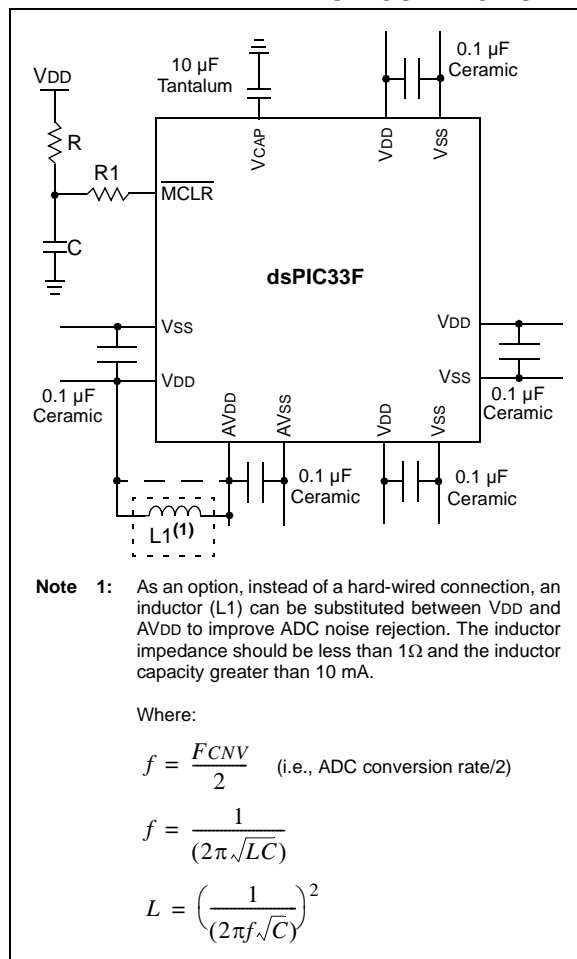 VDD
R
R1
C
10 µF
Tantalum
0.1 µF
Ceramic
VCAP
VDD
VSS
MCLR
dsPIC33F
VSS
VDD
0.1 µF
Ceramic
VDD
VSS
0.1 µF
Ceramic
AVDD
AVSS
VDD
VSS
0.1 µF
Ceramic
0.1 µF
Ceramic
L1(1)
Note 1: As an option, instead of a hard-wired connection, an
inductor (L1) can be substituted between VDD and
AVDD to improve ADC noise rejection. The inductor
impedance should be less than 1Ω and the inductor
capacity greater than 10 mA.
Where:
f = FCNV / 2 (i.e., ADC conversion rate/2)
f = 1 / (2π√LC)
L = (1 / (2πf√C))²